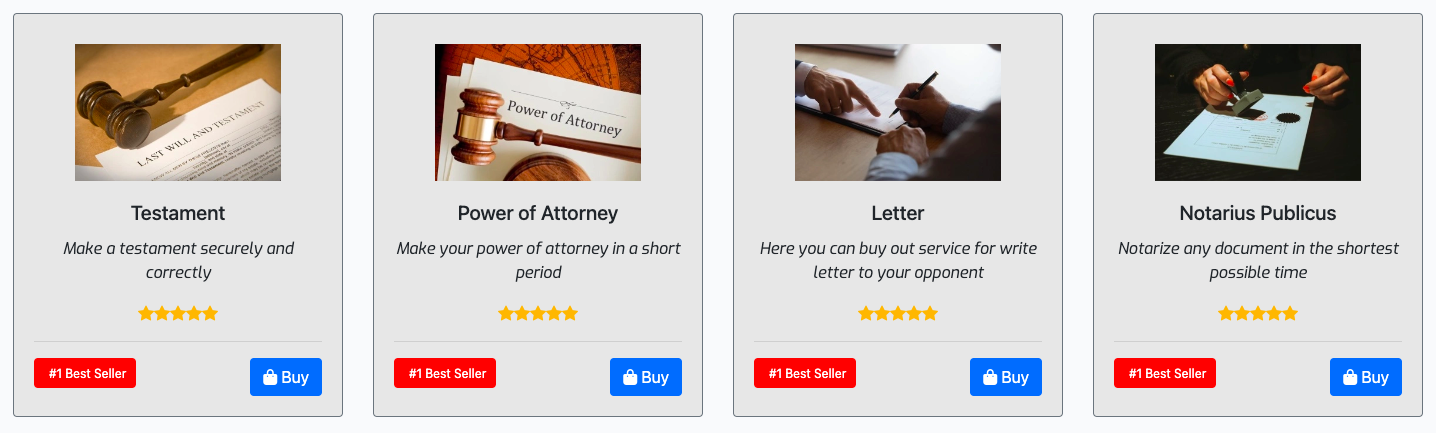 LAST WILL AND TESTAMENT
Power of Attorney
Testament
Make a testament securely and
correctly
#1 Best Seller
Buy
Power of Attorney
Make your power of attorney in a short
period
#1 Best Seller
Buy
Letter
Here you can buy out service for write
letter to your opponent
#1 Best Seller
Buy
Notarius Publicus
Notarize any document in the shortest
possible time
#1 Best Seller
Buy